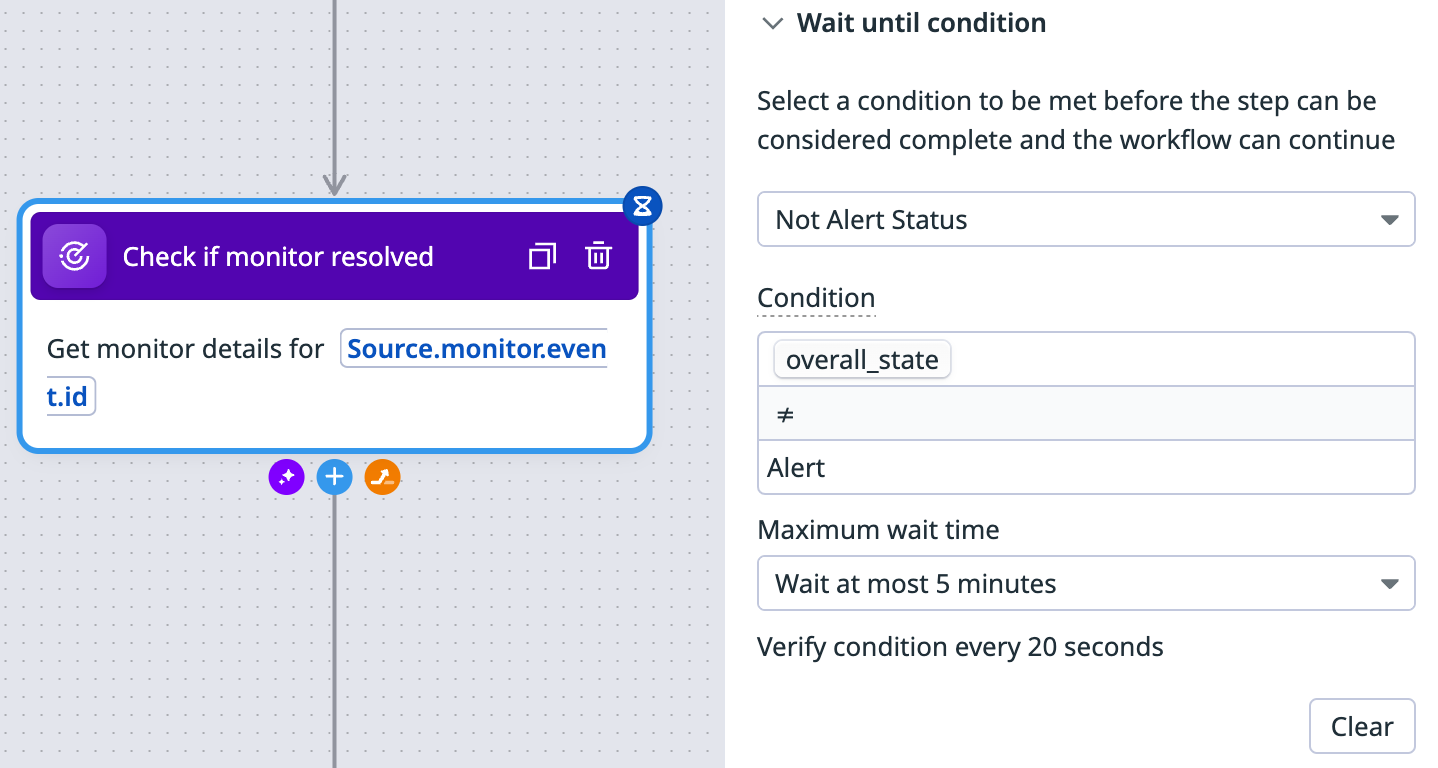 Check if monitor resolved
Get monitor details for Source.monitor.even
t.id
Wait until condition
Select a condition to be met before the step can be
considered complete and the workflow can continue
Not Alert Status
Condition
overall_state
≠
Alert
Maximum wait time
Wait at most 5 minutes
Verify condition every 20 seconds
Clear